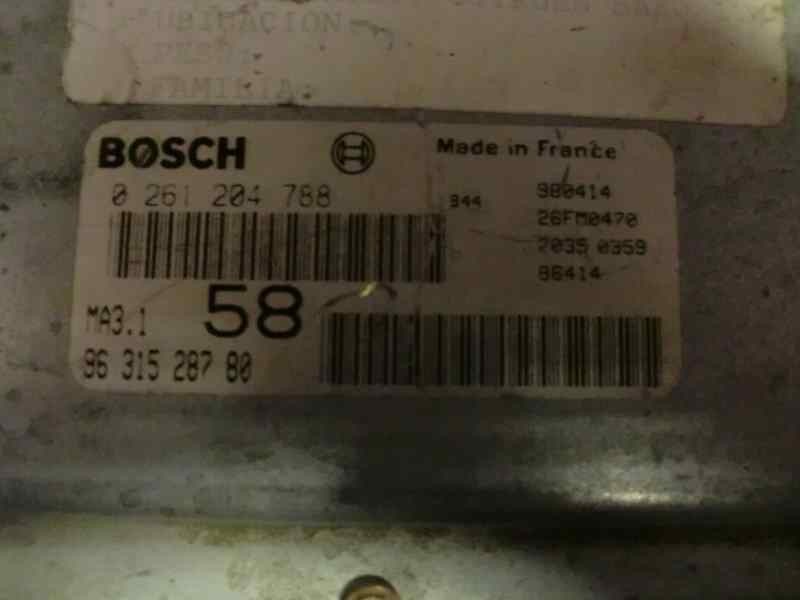 UBICACION
PESO:
FAMILIA
BOSCH
Made in France
0 261 204 788
944
980414
26FM0470
2035 0359
86414
MA3.1
58
96 315 287 80